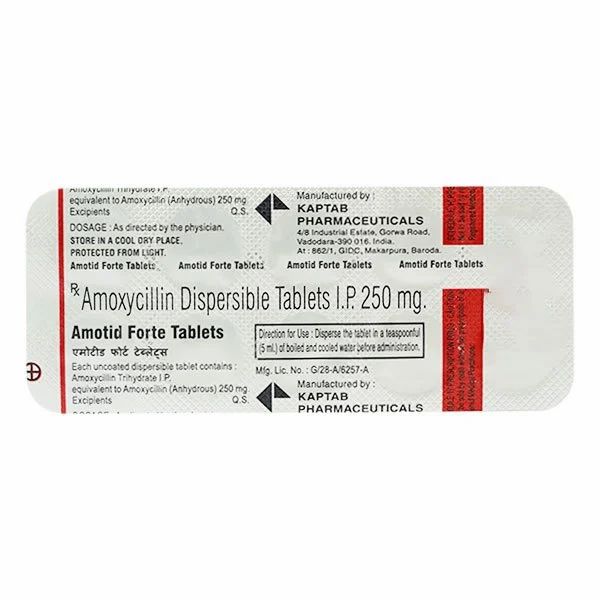 Amoxycillin Trihydrate I.P.
equivalent to Amoxycillin (Anhydrous) 250 mg.
Excipients Q.S.
DOSAGE : As directed by the physician.
STORE IN A COOL DRY PLACE.
PROTECTED FROM LIGHT.
Manufactured by :
KAPTAB
PHARMACEUTICALS
4/8 Industrial Estate, Gorwa Road,
Vadodara-390 016. India.
At : 862/1, GIDC, Makarpura, Baroda.
Amotid Forte Tablets Amotid Forte Tablets Amotid Forte Tablets Amotid Forte Tablets
Rx Amoxycillin Dispersible Tablets I.P. 250 mg.
Amotid Forte Tablets
एमोटीड फोर्ट टेब्लेट्स
Each uncoated dispersible tablet contains :
Amoxycillin Trihydrate I.P.
equivalent to Amoxycillin (Anhydrous) 250 mg.
Excipients Q.S.
Direction for Use : Disperse the tablet in a teaspoonful
(5 mL) of boiled and cooled water before administration.
Mfg. Lic. No. : G/28-A/6257-A
Manufactured by :
KAPTAB
PHARMACEUTICALS